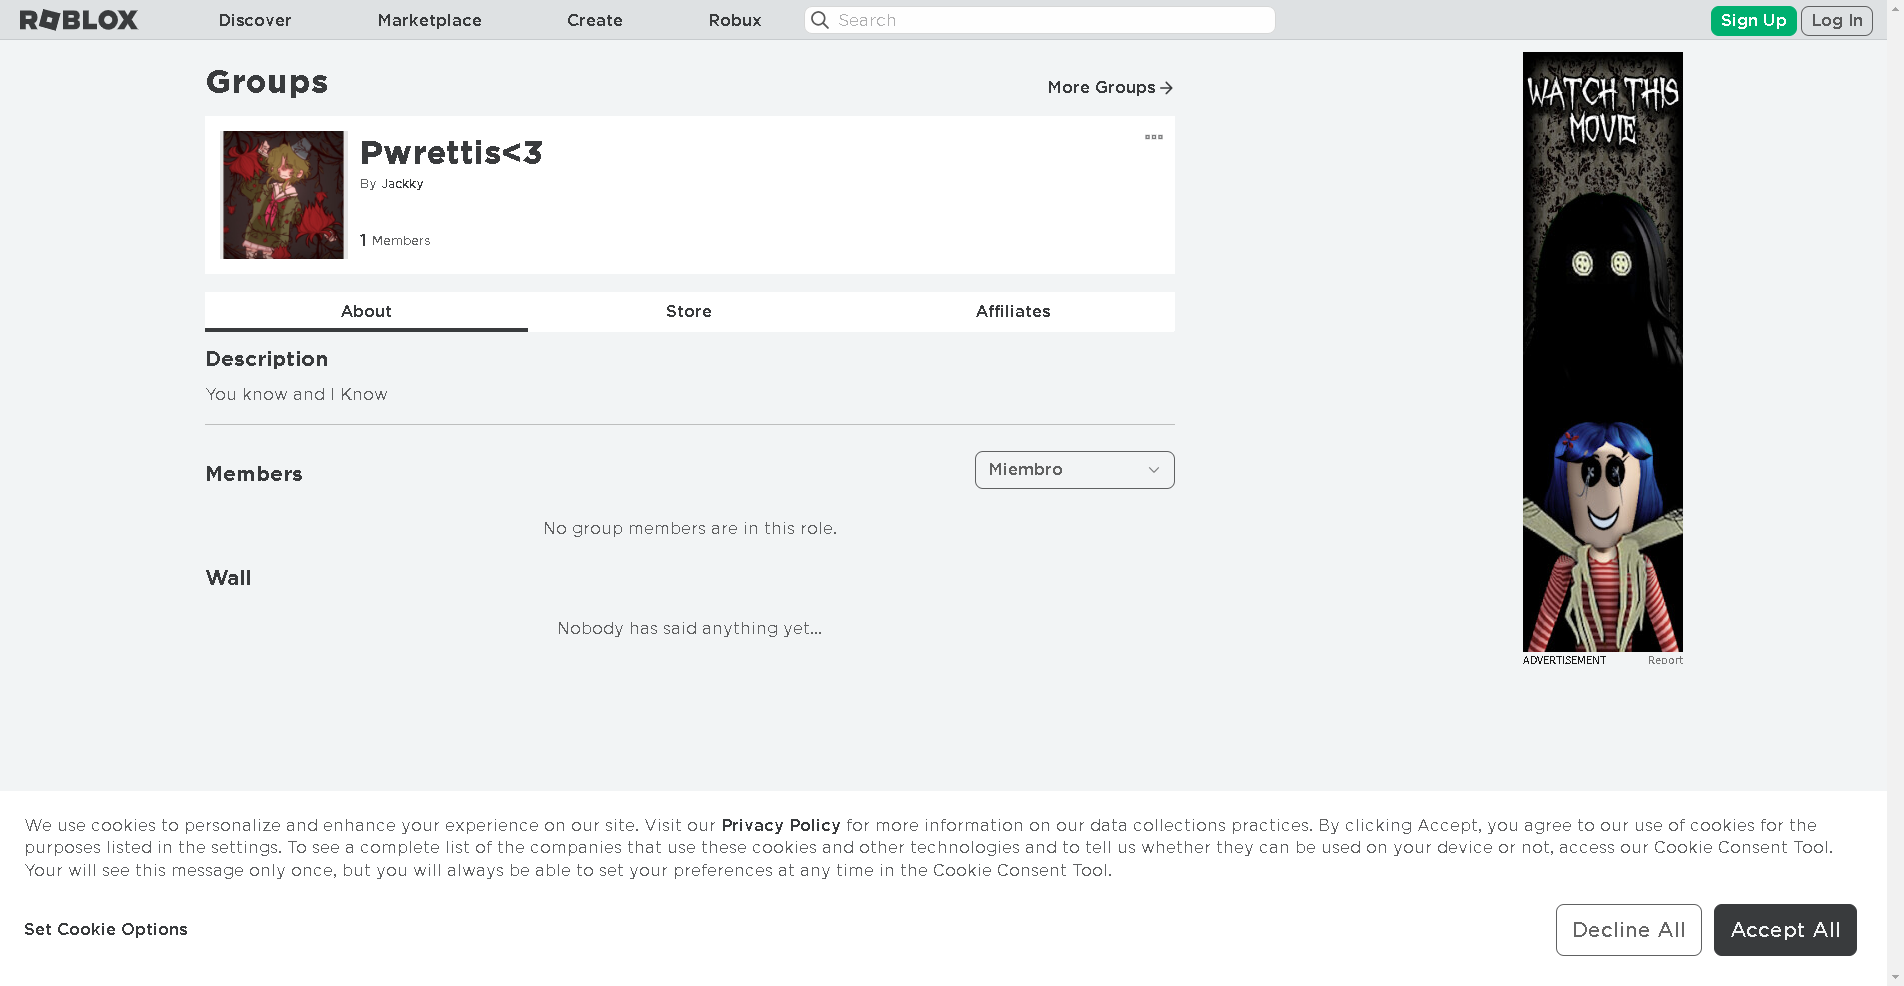 ROBLOX Discover Marketplace Create Robux Search Sign Up Log In
Groups
More Groups
Pwrettis<3
By Jackky
1 Members
About Store Affiliates
Description
You know and I Know
Members
Miembro
No group members are in this role.
Wall
Nobody has said anything yet...
WATCH THIS
MOVIE
ADVERTISEMENT Report
We use cookies to personalize and enhance your experience on our site. Visit our Privacy Policy for more information on our data collections practices. By clicking Accept, you agree to our use of cookies for the
purposes listed in the settings. To see a complete list of the companies that use these cookies and other technologies and to tell us whether they can be used on your device or not, access our Cookie Consent Tool.
Your will see this message only once, but you will always be able to set your preferences at any time in the Cookie Consent Tool.
Set Cookie Options
Decline All Accept All